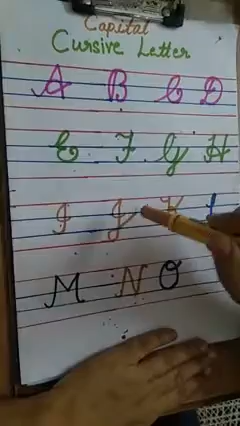 Capital
Cursive Letter
A B C D
E F G H
I J K L
M N O